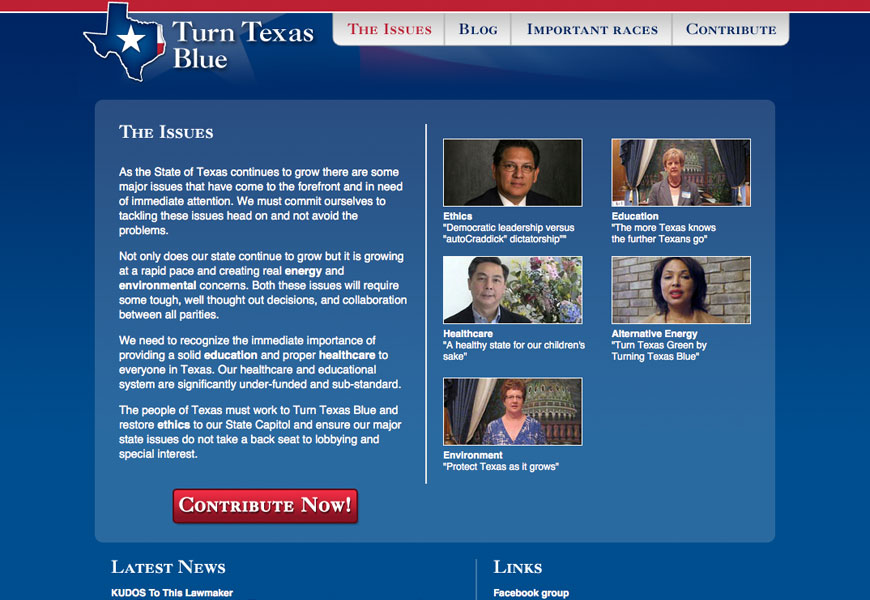 Turn Texas
Blue
The Issues
Blog
Important races
Contribute
The Issues
As the State of Texas continues to grow there are some
major issues that have come to the forefront and in need
of immediate attention. We must commit ourselves to
tackling these issues head on and not avoid the
problems.
Not only does our state continue to grow but it is growing
at a rapid pace and creating real energy and
environmental concerns. Both these issues will require
some tough, well thought out decisions, and collaboration
between all parities.
We need to recognize the immediate importance of
providing a solid education and proper healthcare to
everyone in Texas. Our healthcare and educational
system are significantly under-funded and sub-standard.
The people of Texas must work to Turn Texas Blue and
restore ethics to our State Capitol and ensure our major
state issues do not take a back seat to lobbying and
special interest.
Contribute Now!
Ethics
"Democratic leadership versus
"autoCraddick" dictatorship""
Education
"The more Texas knows
the further Texans go"
Healthcare
"A healthy state for our children's
sake"
Alternative Energy
"Turn Texas Green by
Turning Texas Blue"
Environment
"Protect Texas as it grows"
Latest News
KUDOS To This Lawmaker
Links
Facebook group